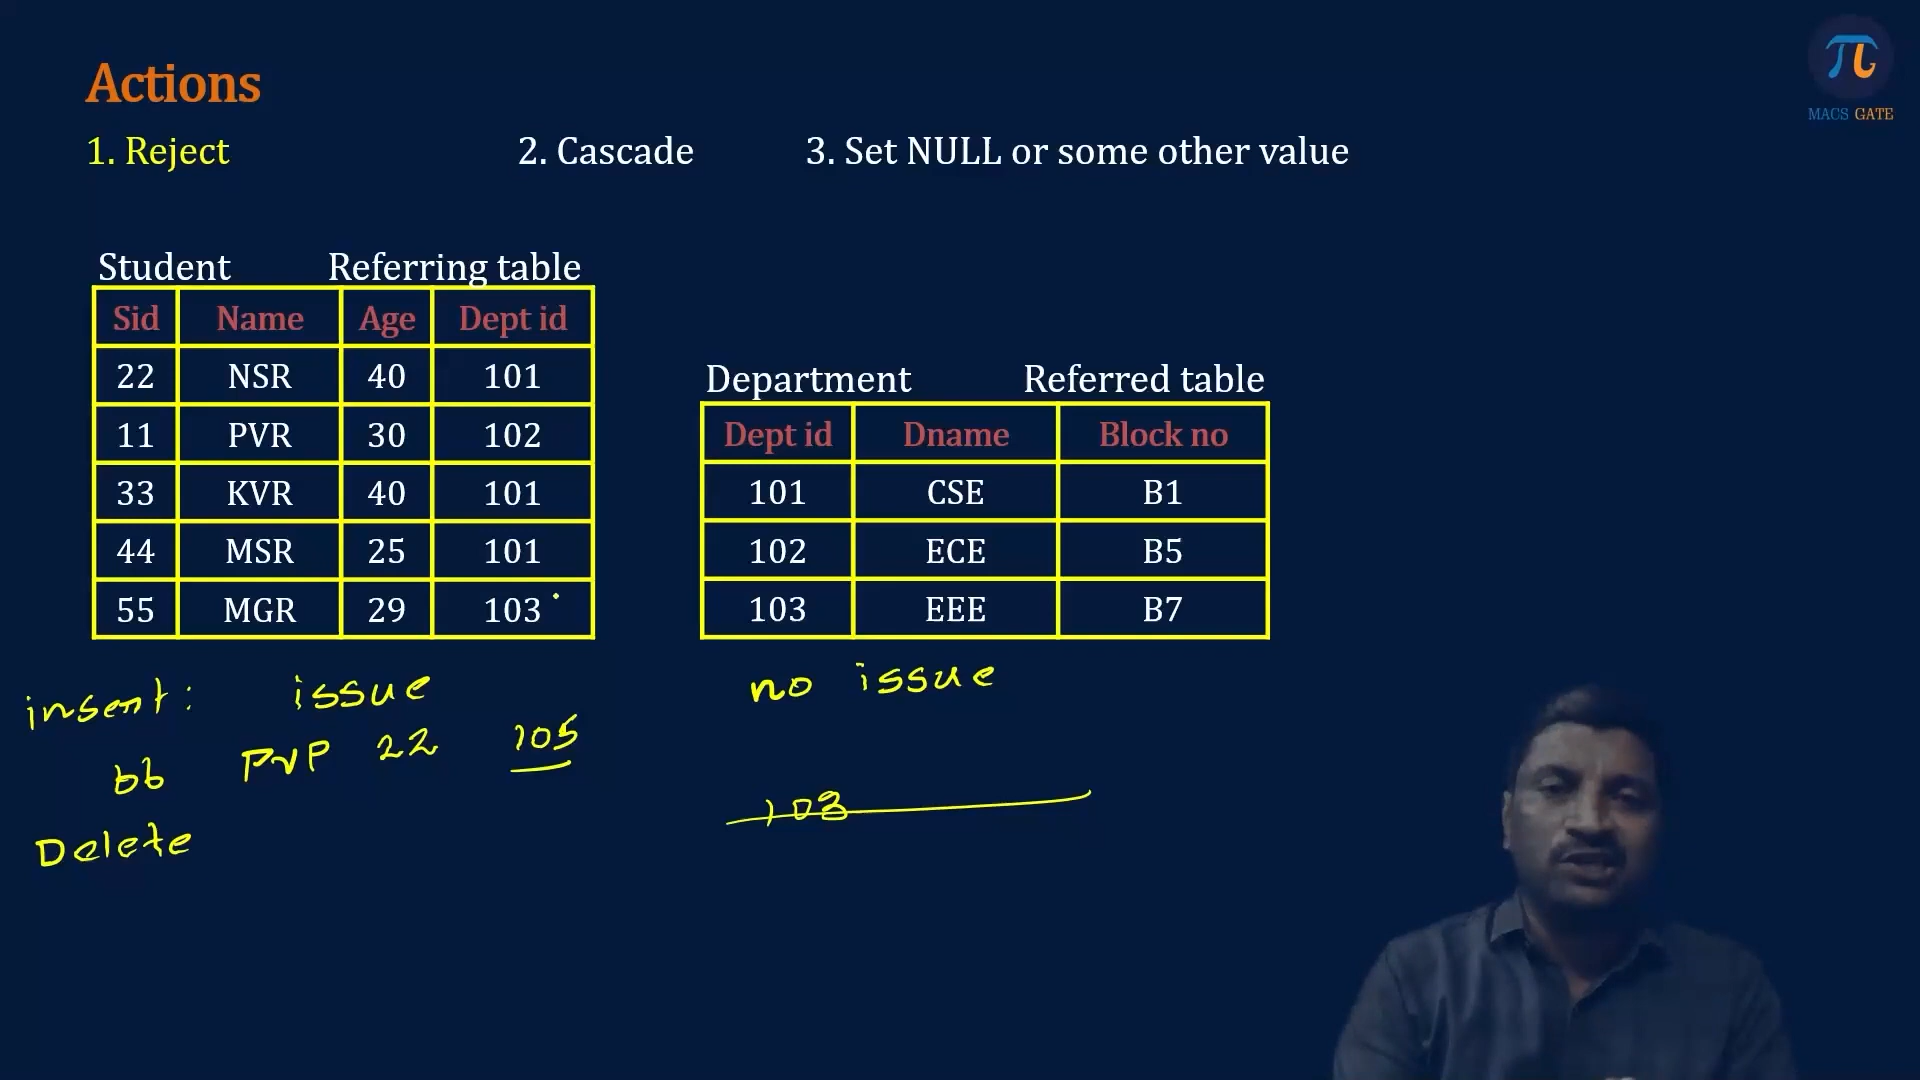 Actions
1. Reject 2. Cascade 3. Set NULL or some other value
MACS GATE
Student Referring table
Sid Name Age Dept id
22 NSR 40 101
11 PVR 30 102
33 KVR 40 101
44 MSR 25 101
55 MGR 29 103
Department Referred table
Dept id Dname Block no
101 CSE B1
102 ECE B5
103 EEE B7
insert: issue no issue
66 PVP 22 105
103
Delete